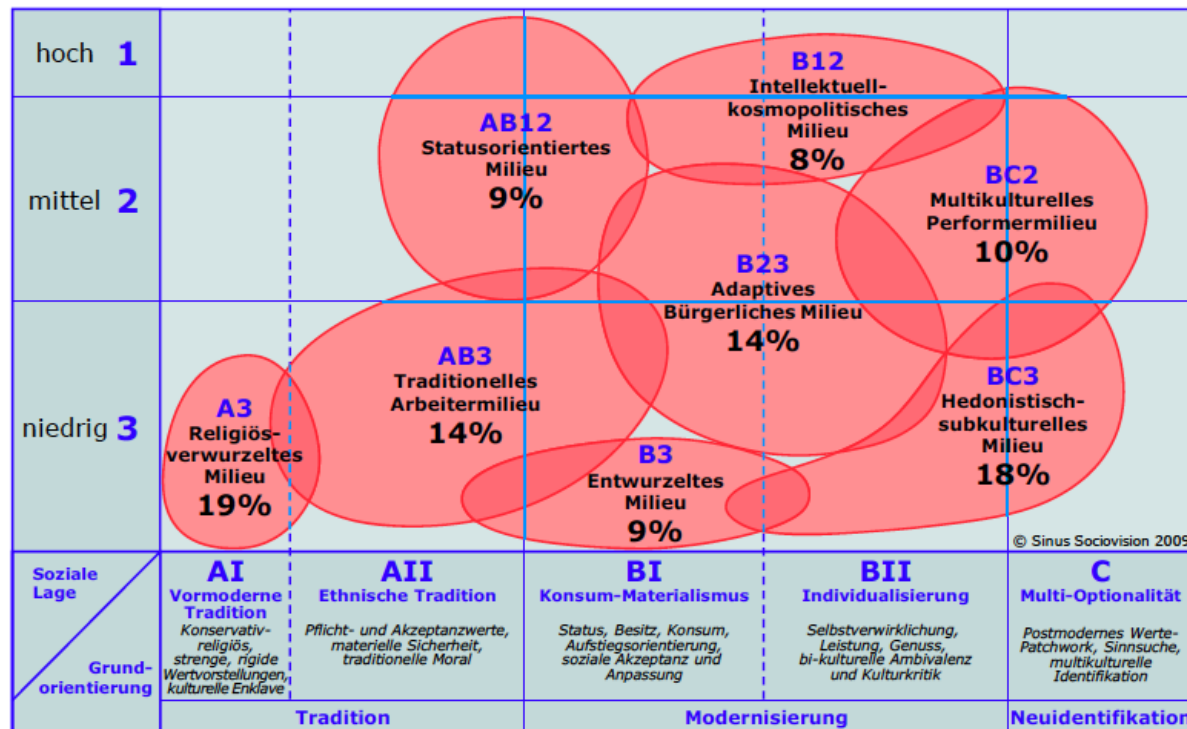 hoch 1
mittel 2
niedrig 3
B12
Intellektuell-
kosmopolitisches
Milieu
8%
AB12
Statusorientiertes
Milieu
9%
BC2
Multikulturelles
Performermilieu
10%
B23
Adaptives
Bürgerliches Milieu
14%
AB3
Traditionelles
Arbeitermilieu
14%
A3
Religiös-
verwurzeltes
Milieu
19%
B3
Entwurzeltes
Milieu
9%
BC3
Hedonistisch-
subkulturelles
Milieu
18%
© Sinus Sociovision 2009
Soziale
Lage
Grund-
orientierung
AI
Vormoderne
Tradition
Konservativ-
religiös,
strenge, rigide
Wertvorstellungen,
kulturelle Enklave
AII
Ethnische Tradition
Pflicht- und Akzeptanzwerte,
materielle Sicherheit,
traditionelle Moral
BI
Konsum-Materialismus
Status, Besitz, Konsum,
Aufstiegsorientierung,
soziale Akzeptanz und
Anpassung
BII
Individualisierung
Selbstverwirklichung,
Leistung, Genuss,
bi-kulturelle Ambivalenz
und Kulturkritik
C
Multi-Optionalität
Postmodernes Werte-
Patchwork, Sinnsuche,
multikulturelle
Identifikation
Tradition
Modernisierung
Neuidentifikation